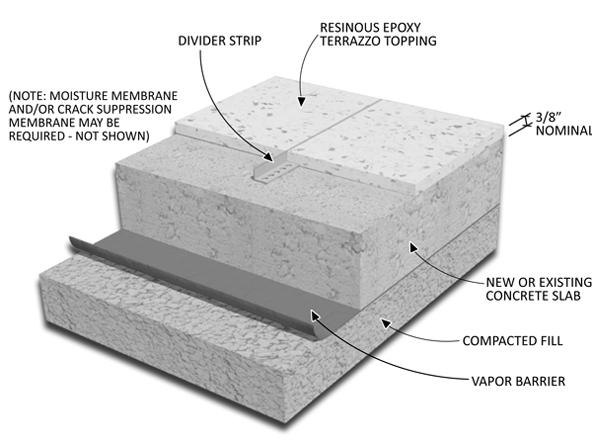 RESINOUS EPOXY
TERRAZZO TOPPING
DIVIDER STRIP
(NOTE: MOISTURE MEMBRANE
AND/OR CRACK SUPPRESSION
MEMBRANE MAY BE
REQUIRED - NOT SHOWN)
3/8”
NOMINAL
NEW OR EXISTING
CONCRETE SLAB
COMPACTED FILL
VAPOR BARRIER